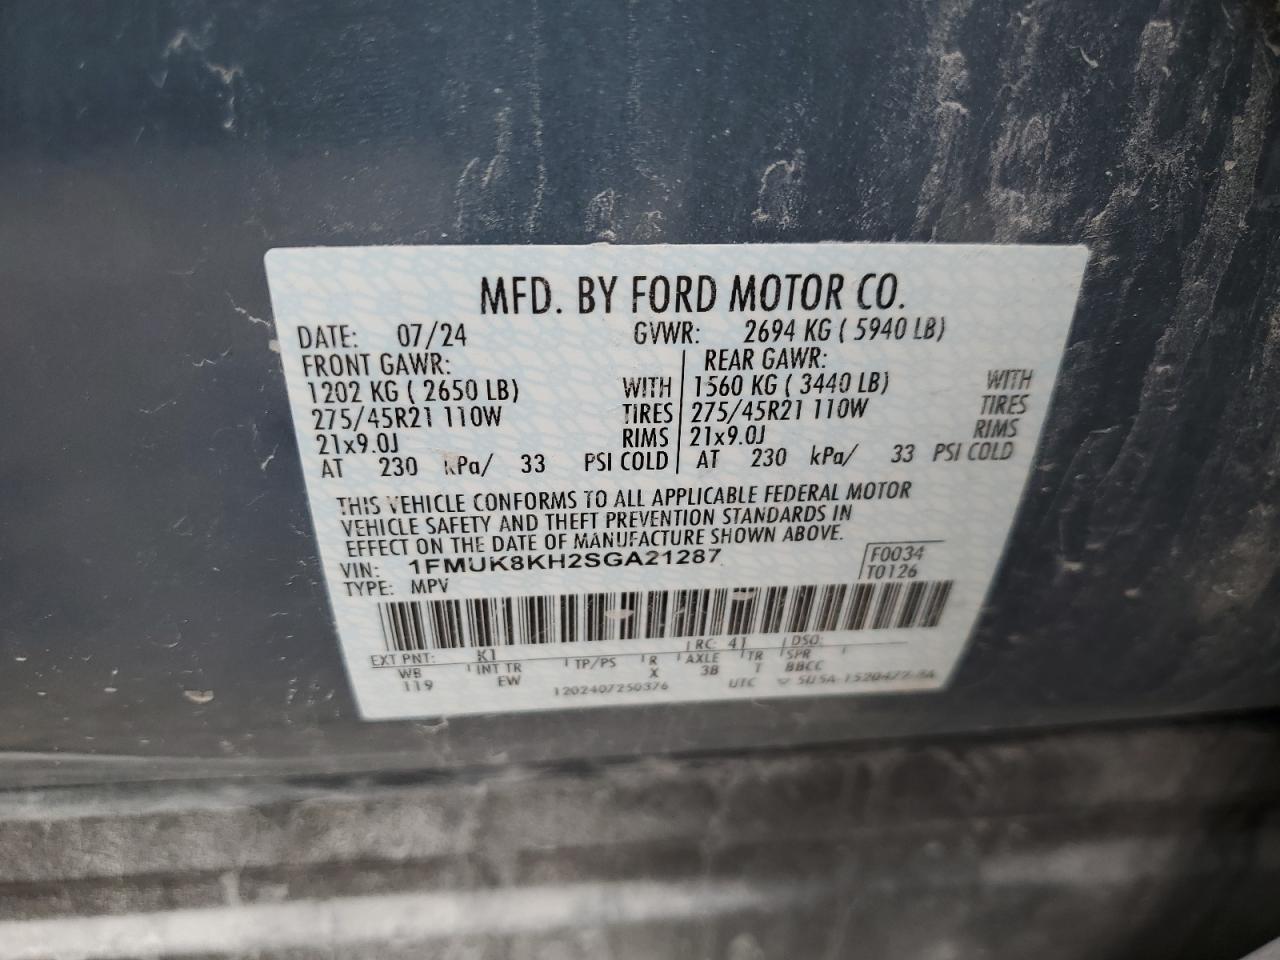 MFD. BY FORD MOTOR CO.
DATE: 07/24 GVWR: 2694 KG ( 5940 LB)
FRONT GAWR: REAR GAWR:
1202 KG ( 2650 LB) WITH 1560 KG ( 3440 LB) WITH
275/45R21 110W TIRES 275/45R21 110W TIRES
21x9.0J RIMS 21x9.0J RIMS
AT 230 kPa/ 33 PSI COLD AT 230 kPa/ 33 PSI COLD
THIS VEHICLE CONFORMS TO ALL APPLICABLE FEDERAL MOTOR
VEHICLE SAFETY AND THEFT PREVENTION STANDARDS IN
EFFECT ON THE DATE OF MANUFACTURE SHOWN ABOVE.
VIN: 1FMUK8KH2SGA21287 F0034
TYPE: MPV T0126
EXT PNT: K1 RC: 41 DSO:
WB INT TR TP/PS R AXLE TR SPR
119 EW X 3B T BBCC
1202407250376 UTC